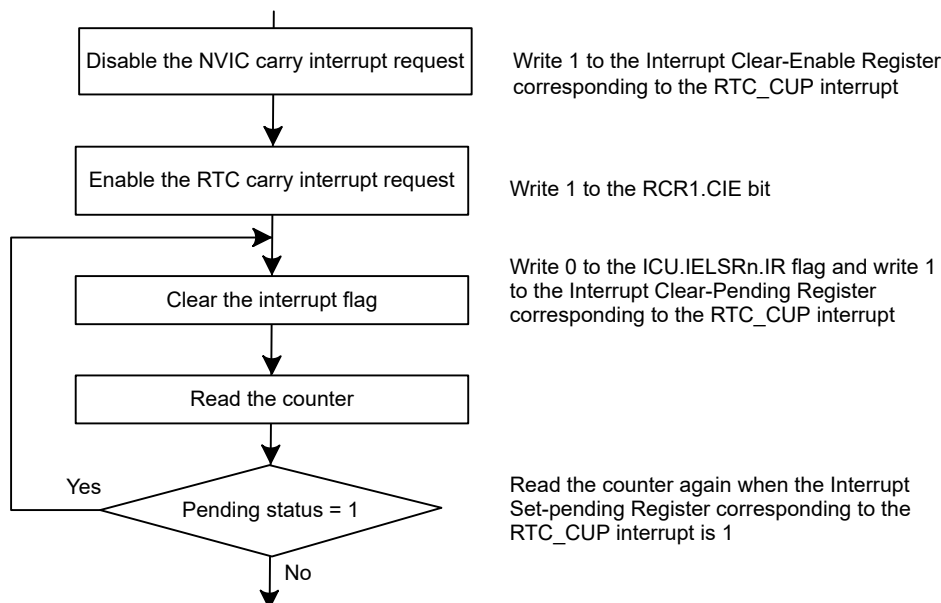 Disable the NVIC carry interrupt request
Write 1 to the Interrupt Clear-Enable Register
corresponding to the RTC_CUP interrupt
Enable the RTC carry interrupt request
Write 1 to the RCR1.CIE bit
Clear the interrupt flag
Write 0 to the ICU.IELSRn.IR flag and write 1
to the Interrupt Clear-Pending Register
corresponding to the RTC_CUP interrupt
Read the counter
Yes
Pending status = 1
Read the counter again when the Interrupt
Set-pending Register corresponding to the
RTC_CUP interrupt is 1
No